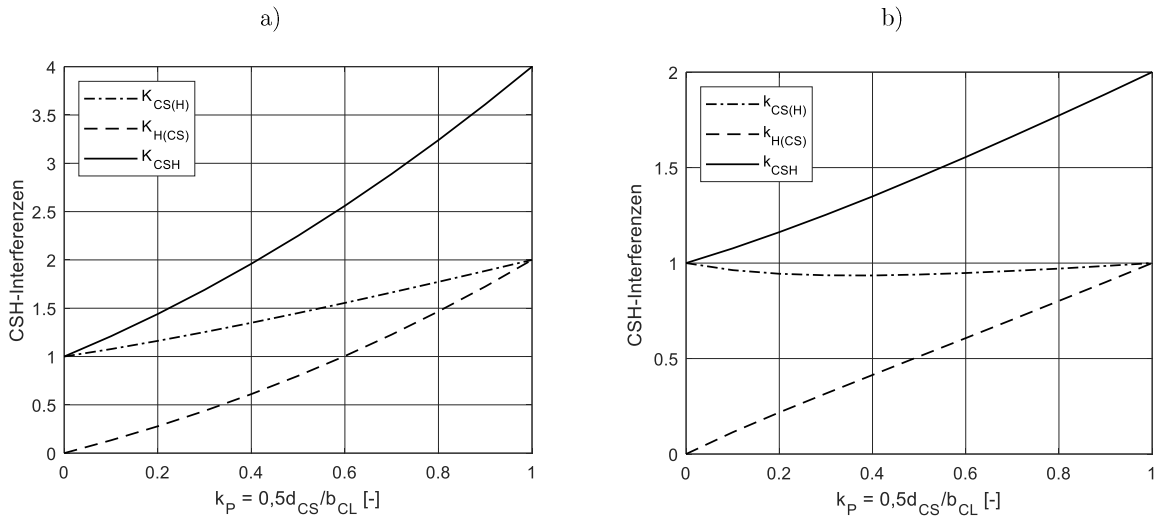 a)
4
3.5
3
2.5
2
1.5
1
0.5
0
0 0.2 0.4 0.6 0.8 1
K_CS(H)
K_H(CS)
K_CSH
CSH-Interferenzen
k_P = 0,5d_CS/b_CL [-]
b)
2
1.5
1
0.5
0
0 0.2 0.4 0.6 0.8 1
k_CS(H)
k_H(CS)
k_CSH
CSH-Interferenzen
k_P = 0,5d_CS/b_CL [-]